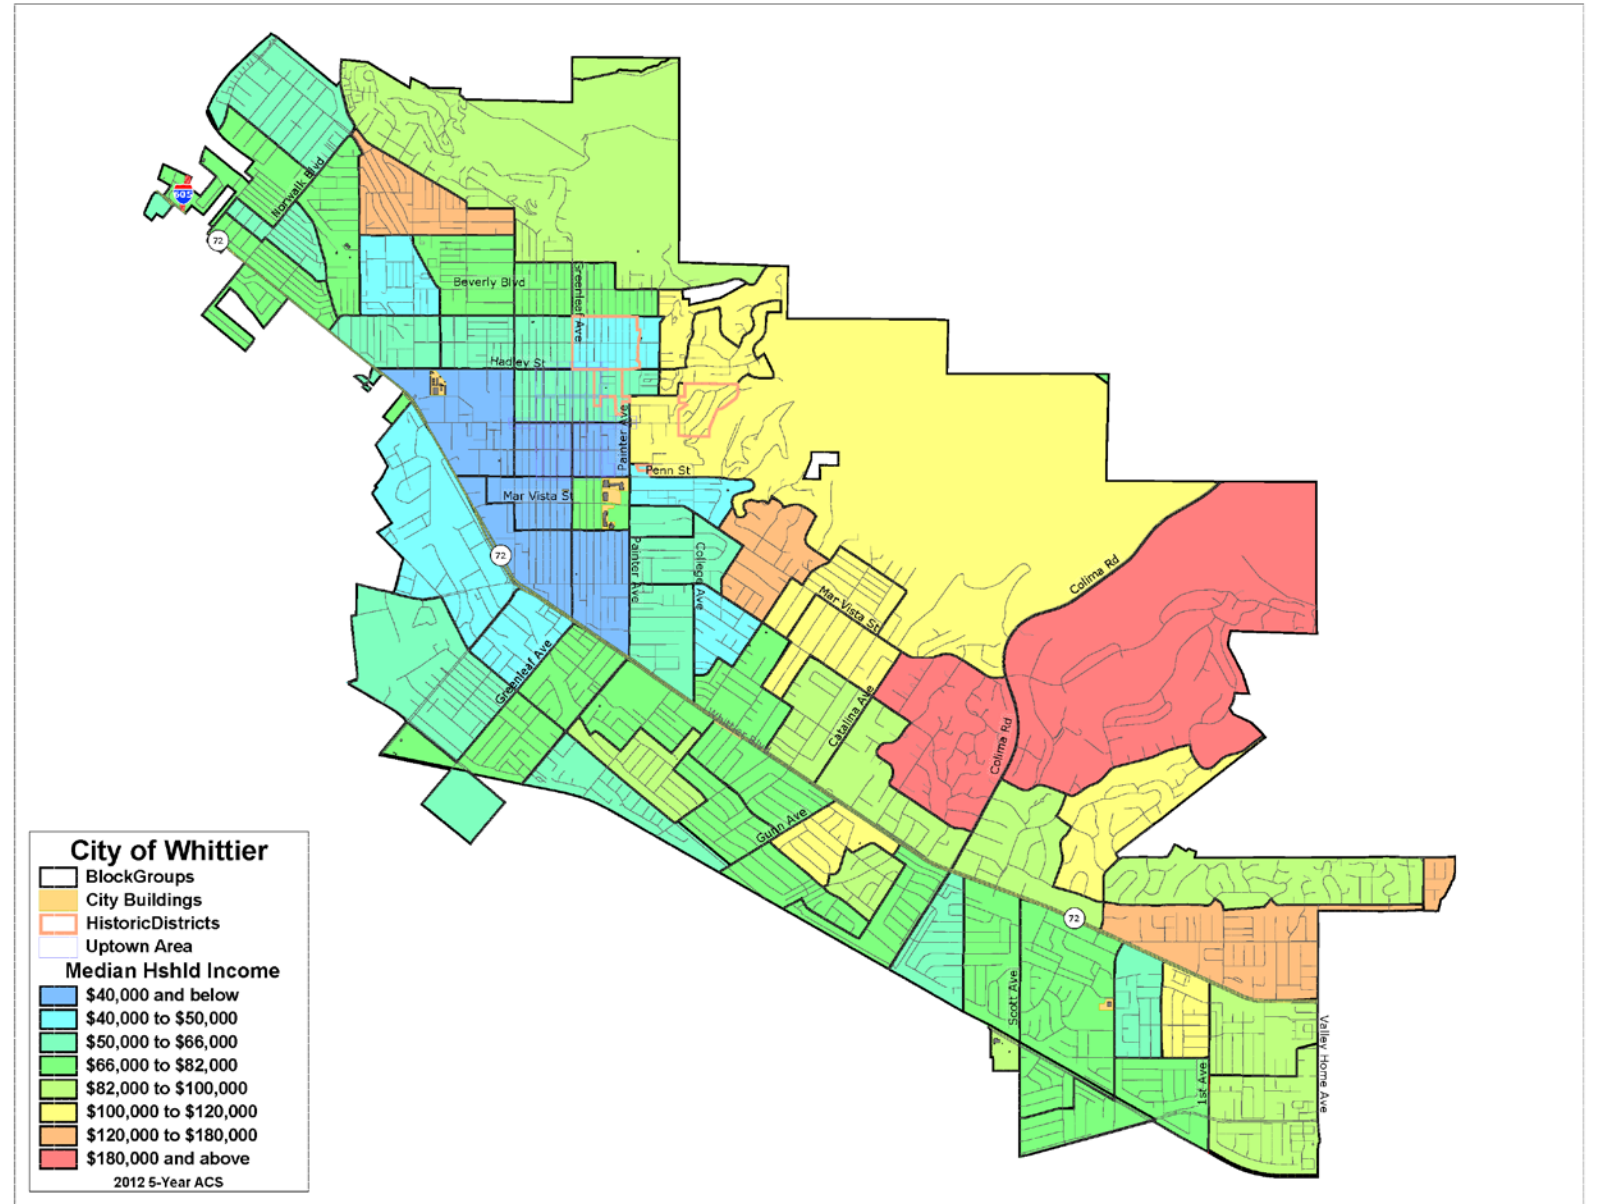 605
Norwalk Blvd
72
Beverly Blvd
Greenleaf Ave
Hadley St
Painter Ave
Penn St
Mar Vista St
72
Painter Ave
College Ave
Colima Rd
Mar Vista St
Greenleaf Ave
Whittier Blvd
Catalina Ave
Colima Rd
Gunn Ave
72
Scott Ave
1st Ave
Valley Home Ave
City of Whittier
BlockGroups
City Buildings
HistoricDistricts
Uptown Area
Median Hshld Income
$40,000 and below
$40,000 to $50,000
$50,000 to $66,000
$66,000 to $82,000
$82,000 to $100,000
$100,000 to $120,000
$120,000 to $180,000
$180,000 and above
2012 5-Year ACS